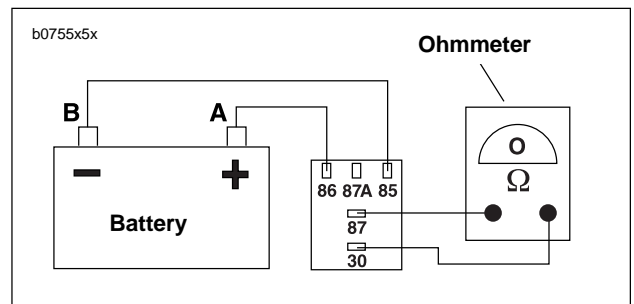 b0755x5x
Ohmmeter
B A
− +
Battery
86 87A 85
87
30
O
Ω